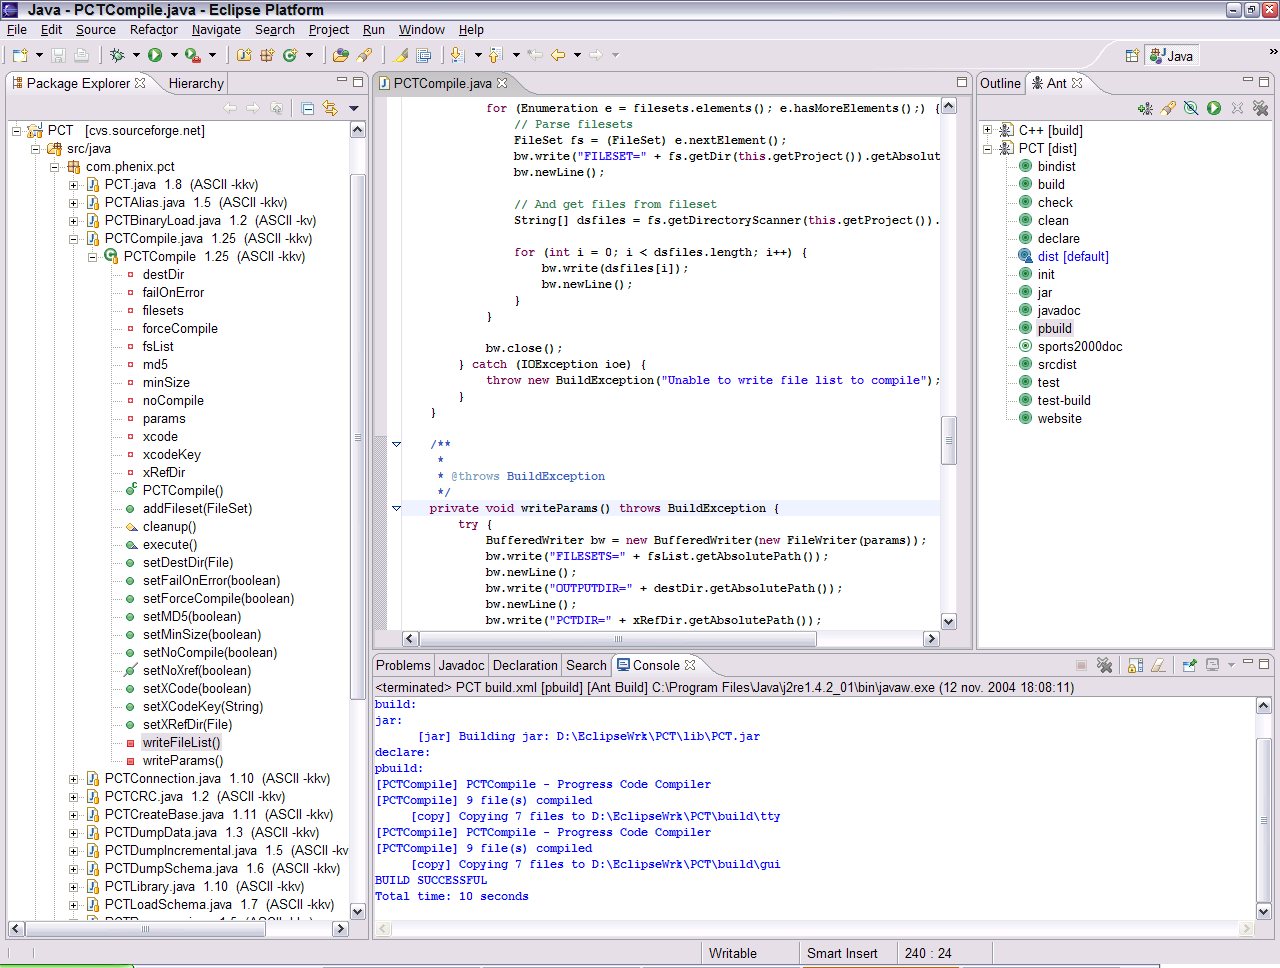 Java - PCTCompile.java - Eclipse Platform
File Edit Source Refactor Navigate Search Project Run Window Help
Java
Package Explorer Hierarchy
PCT [cvs.sourceforge.net]
src/java
com.phenix.pct
PCT.java 1.8 (ASCII -kkv)
PCTAlias.java 1.5 (ASCII -kkv)
PCTBinaryLoad.java 1.2 (ASCII -kv)
PCTCompile.java 1.25 (ASCII -kkv)
PCTCompile 1.25 (ASCII -kkv)
destDir
failOnError
filesets
forceCompile
fsList
md5
minSize
noCompile
params
xcode
xcodeKey
xRefDir
PCTCompile()
addFileset(FileSet)
cleanup()
execute()
setDestDir(File)
setFailOnError(boolean)
setForceCompile(boolean)
setMD5(boolean)
setMinSize(boolean)
setNoCompile(boolean)
setNoXref(boolean)
setXCode(boolean)
setXCodeKey(String)
setXRefDir(File)
writeFileList()
writeParams()
PCTConnection.java 1.10 (ASCII -kkv)
PCTCRC.java 1.2 (ASCII -kkv)
PCTCreateBase.java 1.11 (ASCII -kkv)
PCTDumpData.java 1.3 (ASCII -kkv)
PCTDumpIncremental.java 1.5 (ASCII -kkv
PCTDumpSchema.java 1.6 (ASCII -kkv)
PCTLibrary.java 1.10 (ASCII -kkv)
PCTLoadSchema.java 1.7 (ASCII -kkv)
PCTCompile.java
for (Enumeration e = filesets.elements(); e.hasMoreElements();) {
// Parse filesets
FileSet fs = (FileSet) e.nextElement();
bw.write("FILESET=" + fs.getDir(this.getProject()).getAbsolut
bw.newLine();
// And get files from fileset
String[] dsfiles = fs.getDirectoryScanner(this.getProject()).
for (int i = 0; i < dsfiles.length; i++) {
bw.write(dsfiles[i]);
bw.newLine();
}
}
bw.close();
} catch (IOException ioe) {
throw new BuildException("Unable to write file list to compile");
}
}
/**
*
* @throws BuildException
*/
private void writeParams() throws BuildException {
try {
BufferedWriter bw = new BufferedWriter(new FileWriter(params));
bw.write("FILESETS=" + fsList.getAbsolutePath());
bw.newLine();
bw.write("OUTPUTDIR=" + destDir.getAbsolutePath());
bw.newLine();
bw.write("PCTDIR=" + xRefDir.getAbsolutePath());
Outline Ant
C++ [build]
PCT [dist]
bindist
build
check
clean
declare
dist [default]
init
jar
javadoc
pbuild
sports2000doc
srcdist
test
test-build
website
Problems Javadoc Declaration Search Console
<terminated> PCT build.xml [pbuild] [Ant Build] C:\Program Files\Java\j2re1.4.2_01\bin\javaw.exe (12 nov. 2004 18:08:11)
build:
jar:
[jar] Building jar: D:\EclipseWrk\PCT\lib\PCT.jar
declare:
pbuild:
[PCTCompile] PCTCompile - Progress Code Compiler
[PCTCompile] 9 file(s) compiled
[copy] Copying 7 files to D:\EclipseWrk\PCT\build\tty
[PCTCompile] PCTCompile - Progress Code Compiler
[PCTCompile] 9 file(s) compiled
[copy] Copying 7 files to D:\EclipseWrk\PCT\build\gui
BUILD SUCCESSFUL
Total time: 10 seconds
Writable Smart Insert 240 : 24